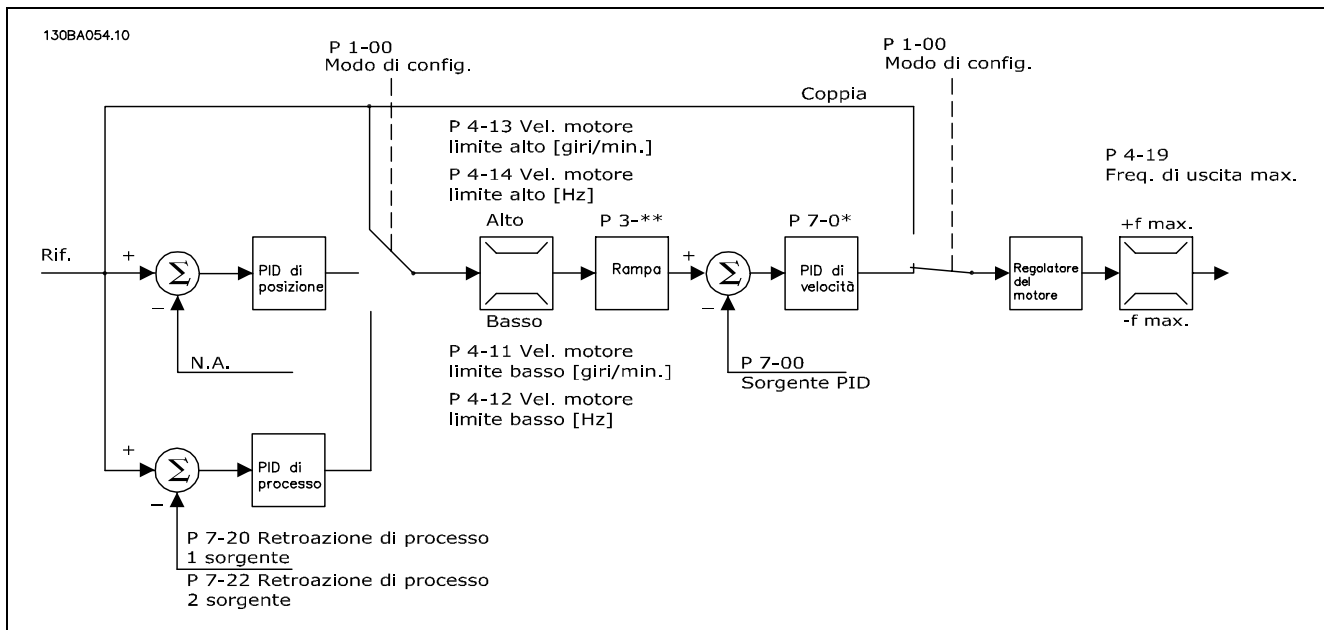 130BA054.10
P 1-00
Modo di config.
P 1-00
Modo di config.
Coppia
P 4-13 Vel. motore
limite alto [giri/min.]
P 4-14 Vel. motore
limite alto [Hz]
P 4-19
Freq. di uscita max.
Alto
P 3-**
P 7-0*
+f max.
Rif.
+
Σ
−
PID di
posizione
Rampa
+
Σ
−
PID di
velocità
Regolatore
del
motore
Basso
-f max.
N.A.
P 4-11 Vel. motore
limite basso [giri/min.]
P 4-12 Vel. motore
limite basso [Hz]
P 7-00
Sorgente PID
+
Σ
−
PID di
processo
P 7-20 Retroazione di processo
1 sorgente
P 7-22 Retroazione di processo
2 sorgente